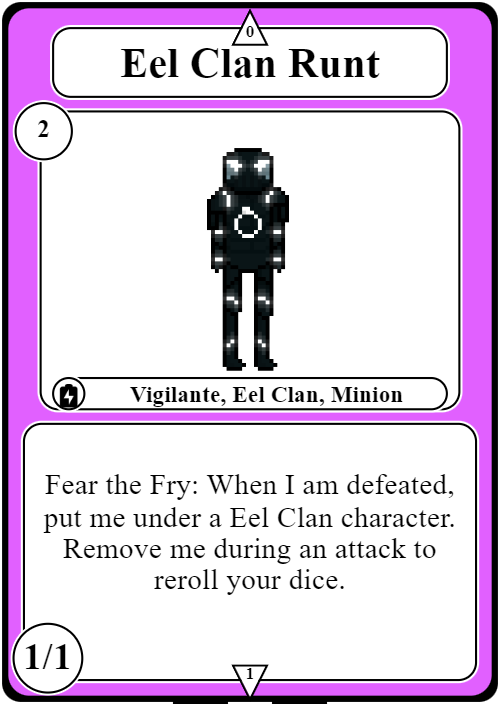 0
Eel Clan Runt
2
Vigilante, Eel Clan, Minion
Fear the Fry: When I am defeated,
put me under a Eel Clan character.
Remove me during an attack to
reroll your dice.
1/1
1